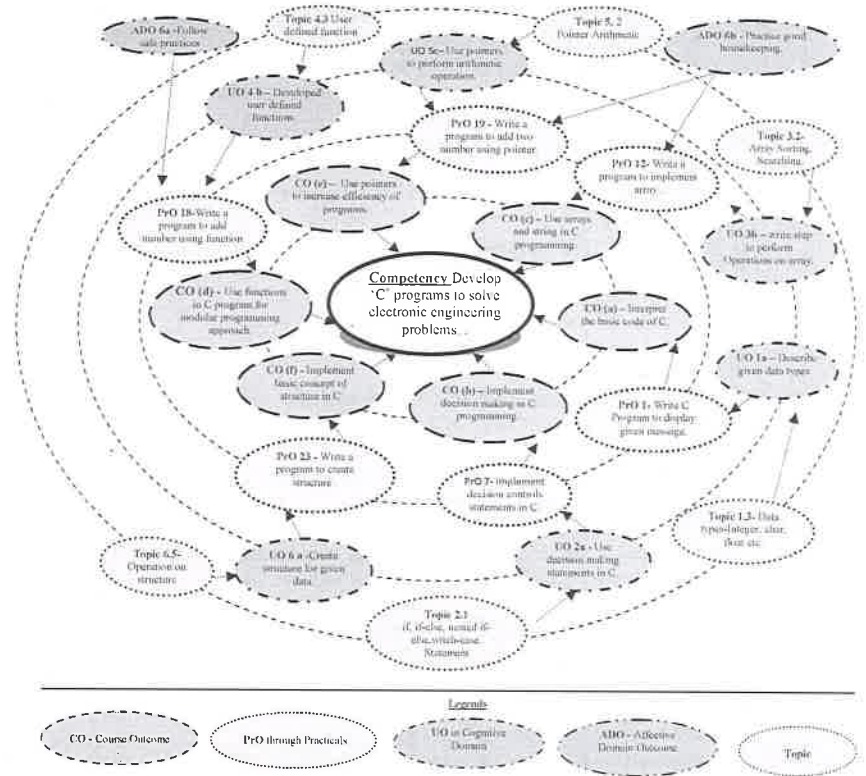 ADO 6a -Follow
safe practices
Topic 4.3 User
defined function
UO 5c- Use pointers
to perform arithmetic
operation.
Topic 5, 2
Pointer Arithmetic
ADO 6b - Practice good
housekeeping.
UO 4 b - Developed
user defined
functions.
PrO 19 - Write a
program to add two
number using pointer
PrO 12- Write a
program to implement
array.
Topic 3.2-
Array Sorting,
Searching.
PrO 18-Write a
program to add
number using function
CO (e) - Use pointers
to increase efficiency of
programs.
CO (c) - Use arrays
and string in C
programming.
UO 3b - write step
to perform
Operations on array.
Competency Develop
'C' programs to solve
electronic engineering
problems.
CO (d) - Use functions
in C program for
modular programming
approach.
CO (a) - Interpret
the basic code of C.
CO (f) - Implement
basic concept of
structure in C
CO (b) - Implement
decision making in C
programming.
UO 1a - Describe
given data types
PrO 1- Write C
Program to display
given message.
PrO 23 - Write a
program to create
structure
PrO 7- Implement
decision controls
statements in C
Topic 1.3- Data
types-Integer, char,
float etc
Topic 6.5-
Operation on
structure
UO 6 a -Create
structure for given
data.
UO 2a - Use
decision making
statements in C.
Topic 2.1
if, if-else, nested if-
else, Statement
Legends
CO - Course Outcome
PrO through Practicals
UO in Cognitive
Domain
ADO - Affective
Domain Outcome
Topic